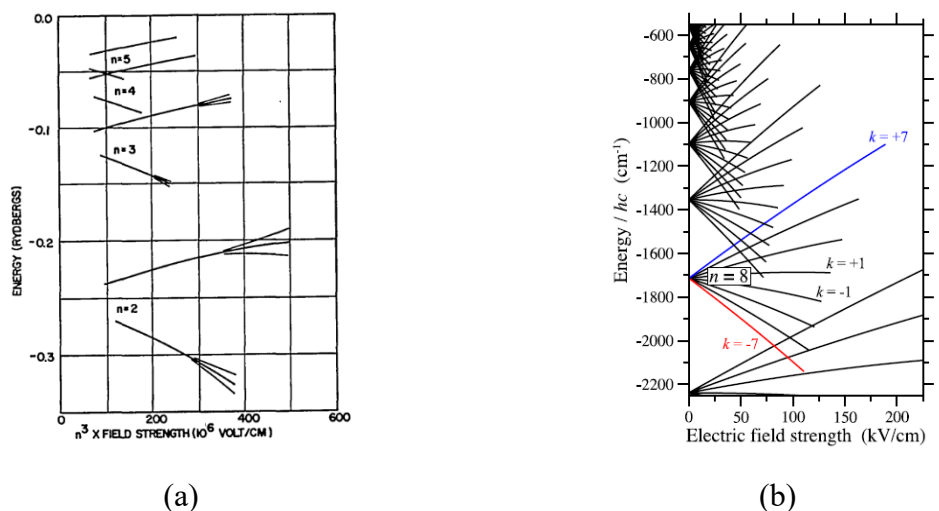 0.0
-0.1
-0.2
-0.3
ENERGY (RYDBERGS)
n=5
n=4
n=3
n=2
0
200
400
600
n³ X FIELD STRENGTH (10⁶ VOLT/CM)
(a)
-600
-800
-1000
-1200
-1400
-1600
-1800
-2000
-2200
Energy / hc (cm⁻¹)
k = +7
k = +1
n = 8
k = -1
k = -7
0
50
100
150
200
Electric field strength (kV/cm)
(b)